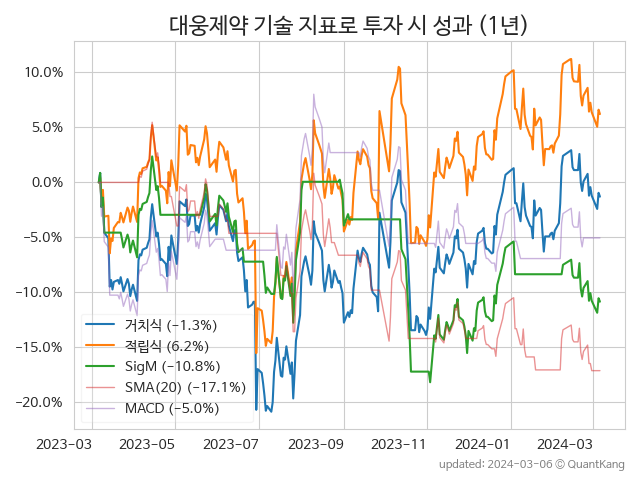 대웅제약 기술 지표로 투자 시 성과 (1년)
10.0%
5.0%
0.0%
−5.0%
−10.0%
−15.0%
−20.0%
거치식 (−1.3%)
적립식 (6.2%)
SigM (−10.8%)
SMA(20) (−17.1%)
MACD (−5.0%)
2023−03 2023−05 2023−07 2023−09 2023−11 2024−01 2024−03
updated: 2024-03-06 © QuantKang